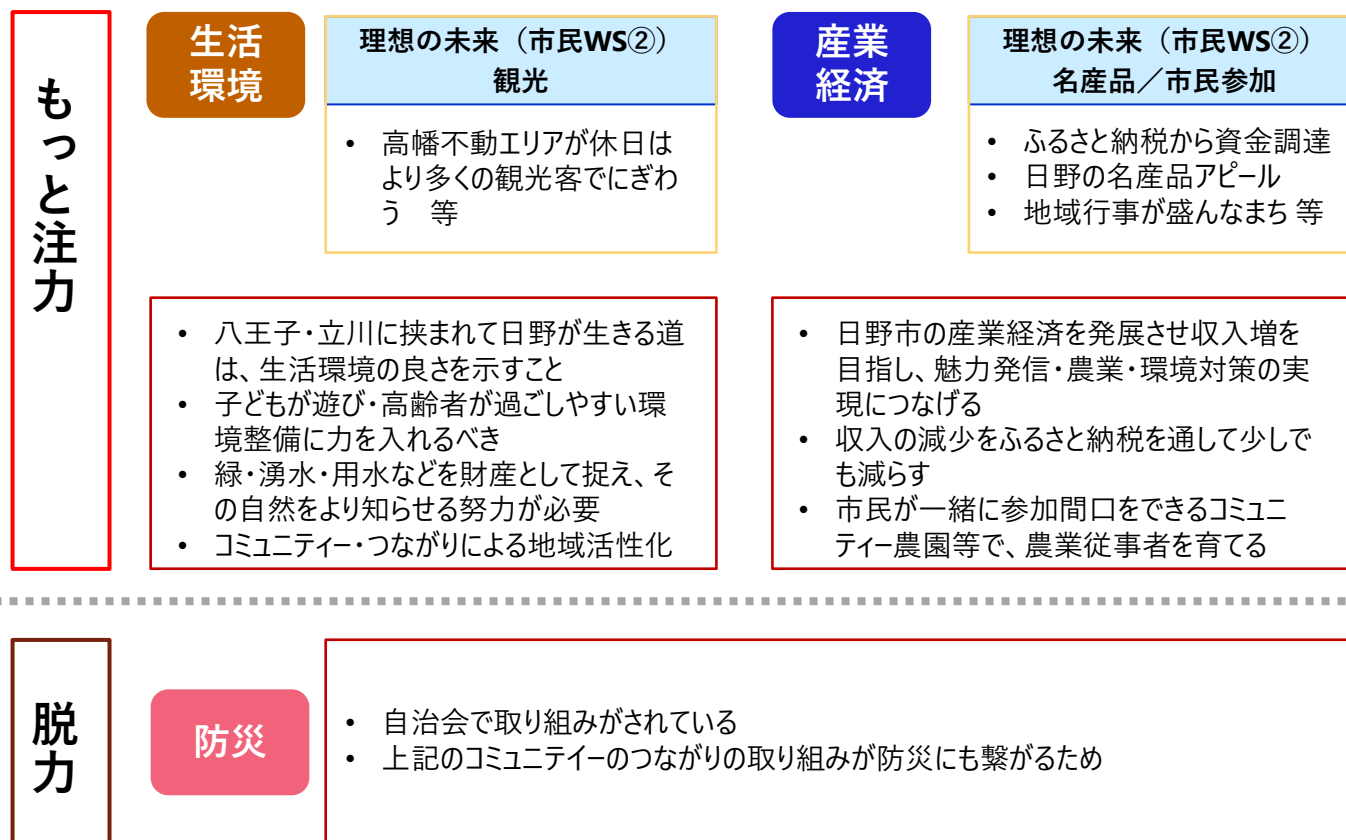 もっと注力
生活
環境
理想の未来（市民WS②）
観光
• 高幡不動エリアが休日は
より多くの観光客でにぎわ
う　等
産業
経済
理想の未来（市民WS②）
名産品／市民参加
• ふるさと納税から資金調達
• 日野の名産品アピール
• 地域行事が盛んなまち 等
• 八王子・立川に挟まれて日野が生きる道
は、生活環境の良さを示すこと
• 子どもが遊び・高齢者が過ごしやすい環
境整備に力を入れるべき
• 緑・湧水・用水などを財産として捉え、そ
の自然をより知らせる努力が必要
• コミュニティー・つながりによる地域活性化
• 日野市の産業経済を発展させ収入増を
目指し、魅力発信・農業・環境対策の実
現につなげる
• 収入の減少をふるさと納税を通して少しで
も減らす
• 市民が一緒に参加間口をできるコミュニ
ティー農園等で、農業従事者を育てる
脱力
防災
• 自治会で取り組みがされている
• 上記のコミュニテイーのつながりの取り組みが防災にも繋がるため